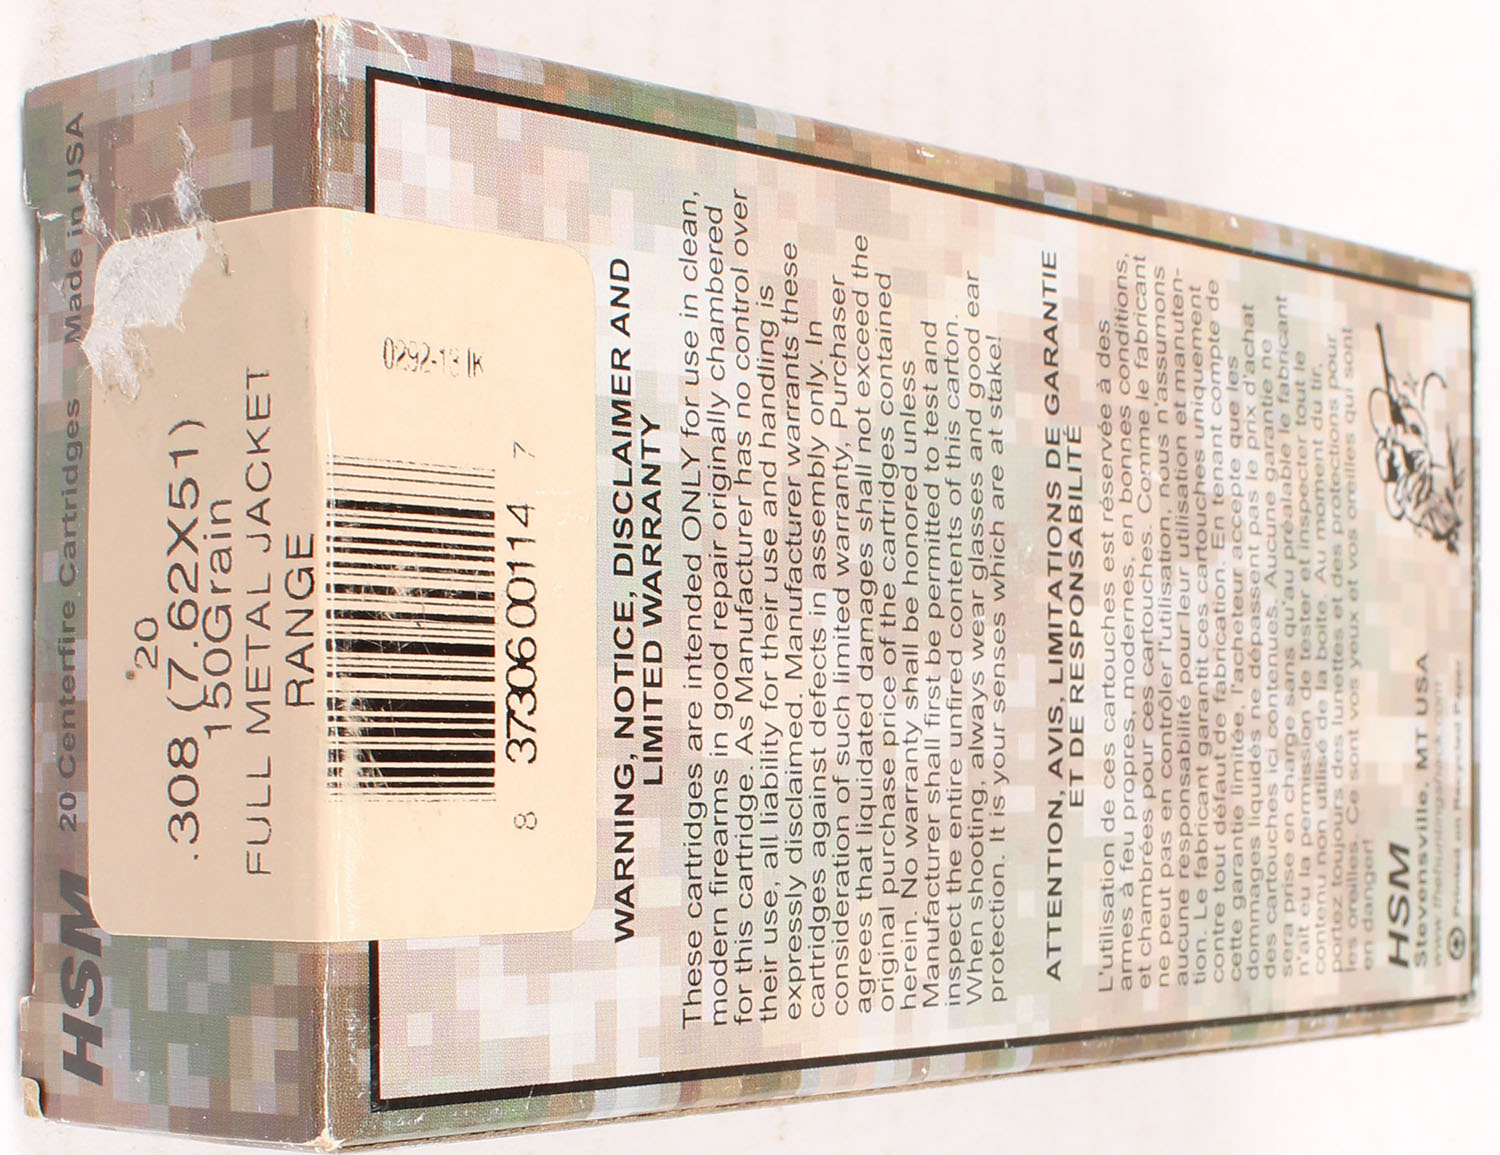 HSM 20 Centerfire Cartridges Made in USA
20
.308 (7.62X51)
150Grain
FULL METAL JACKET
RANGE
8 37306 00114 7
WARNING, NOTICE, DISCLAIMER AND
LIMITED WARRANTY
These cartridges are intended ONLY for use in clean,
modern firearms in good repair originally chambered
for this cartridge. As Manufacturer has no control over
their use, all liability for their use and handling is
expressly disclaimed. Manufacturer warrants these
cartridges against defects in assembly only. In
consideration of such limited warranty, Purchaser
agrees that liquidated damages shall not exceed the
original purchase price of the cartridges contained
herein. No warranty shall be honored unless
Manufacturer shall first be permitted to test and
inspect the entire unfired contents of this carton.
When shooting, always wear glasses and good ear
protection. It is your senses which are at stake!
ATTENTION, AVIS, LIMITATIONS DE GARANTIE
ET DE RESPONSABILITÉ
L'utilisation de ces cartouches est réservée à des
armes à feu propres, modernes, en bonnes conditions,
et chambrées pour ces cartouches. Comme le fabricant
ne peut pas en contrôler l'utilisation, nous n'assumons
aucune responsabilité pour leur utilisation et manuten-
tion. Le fabricant garantit ces cartouches uniquement
contre tout défaut de fabrication. En tenant compte de
cette garantie limitée, l'acheteur accepte que les
dommages liquidés ne dépassent pas le prix d'achat
des cartouches ici contenues. Aucune garantie ne
sera prise en charge sans qu'au préalable le fabricant
n'ait eu la permission de tester et inspecter tout le
contenu non utilisé de la boite. Au moment du tir,
portez toujours des lunettes et des protections pour
les oreilles. Ce sont vos yeux et vos oreilles qui sont
en danger!
HSM
Stevensville, MT USA
www.thehuntingshack.com
Printed on Recycled Paper